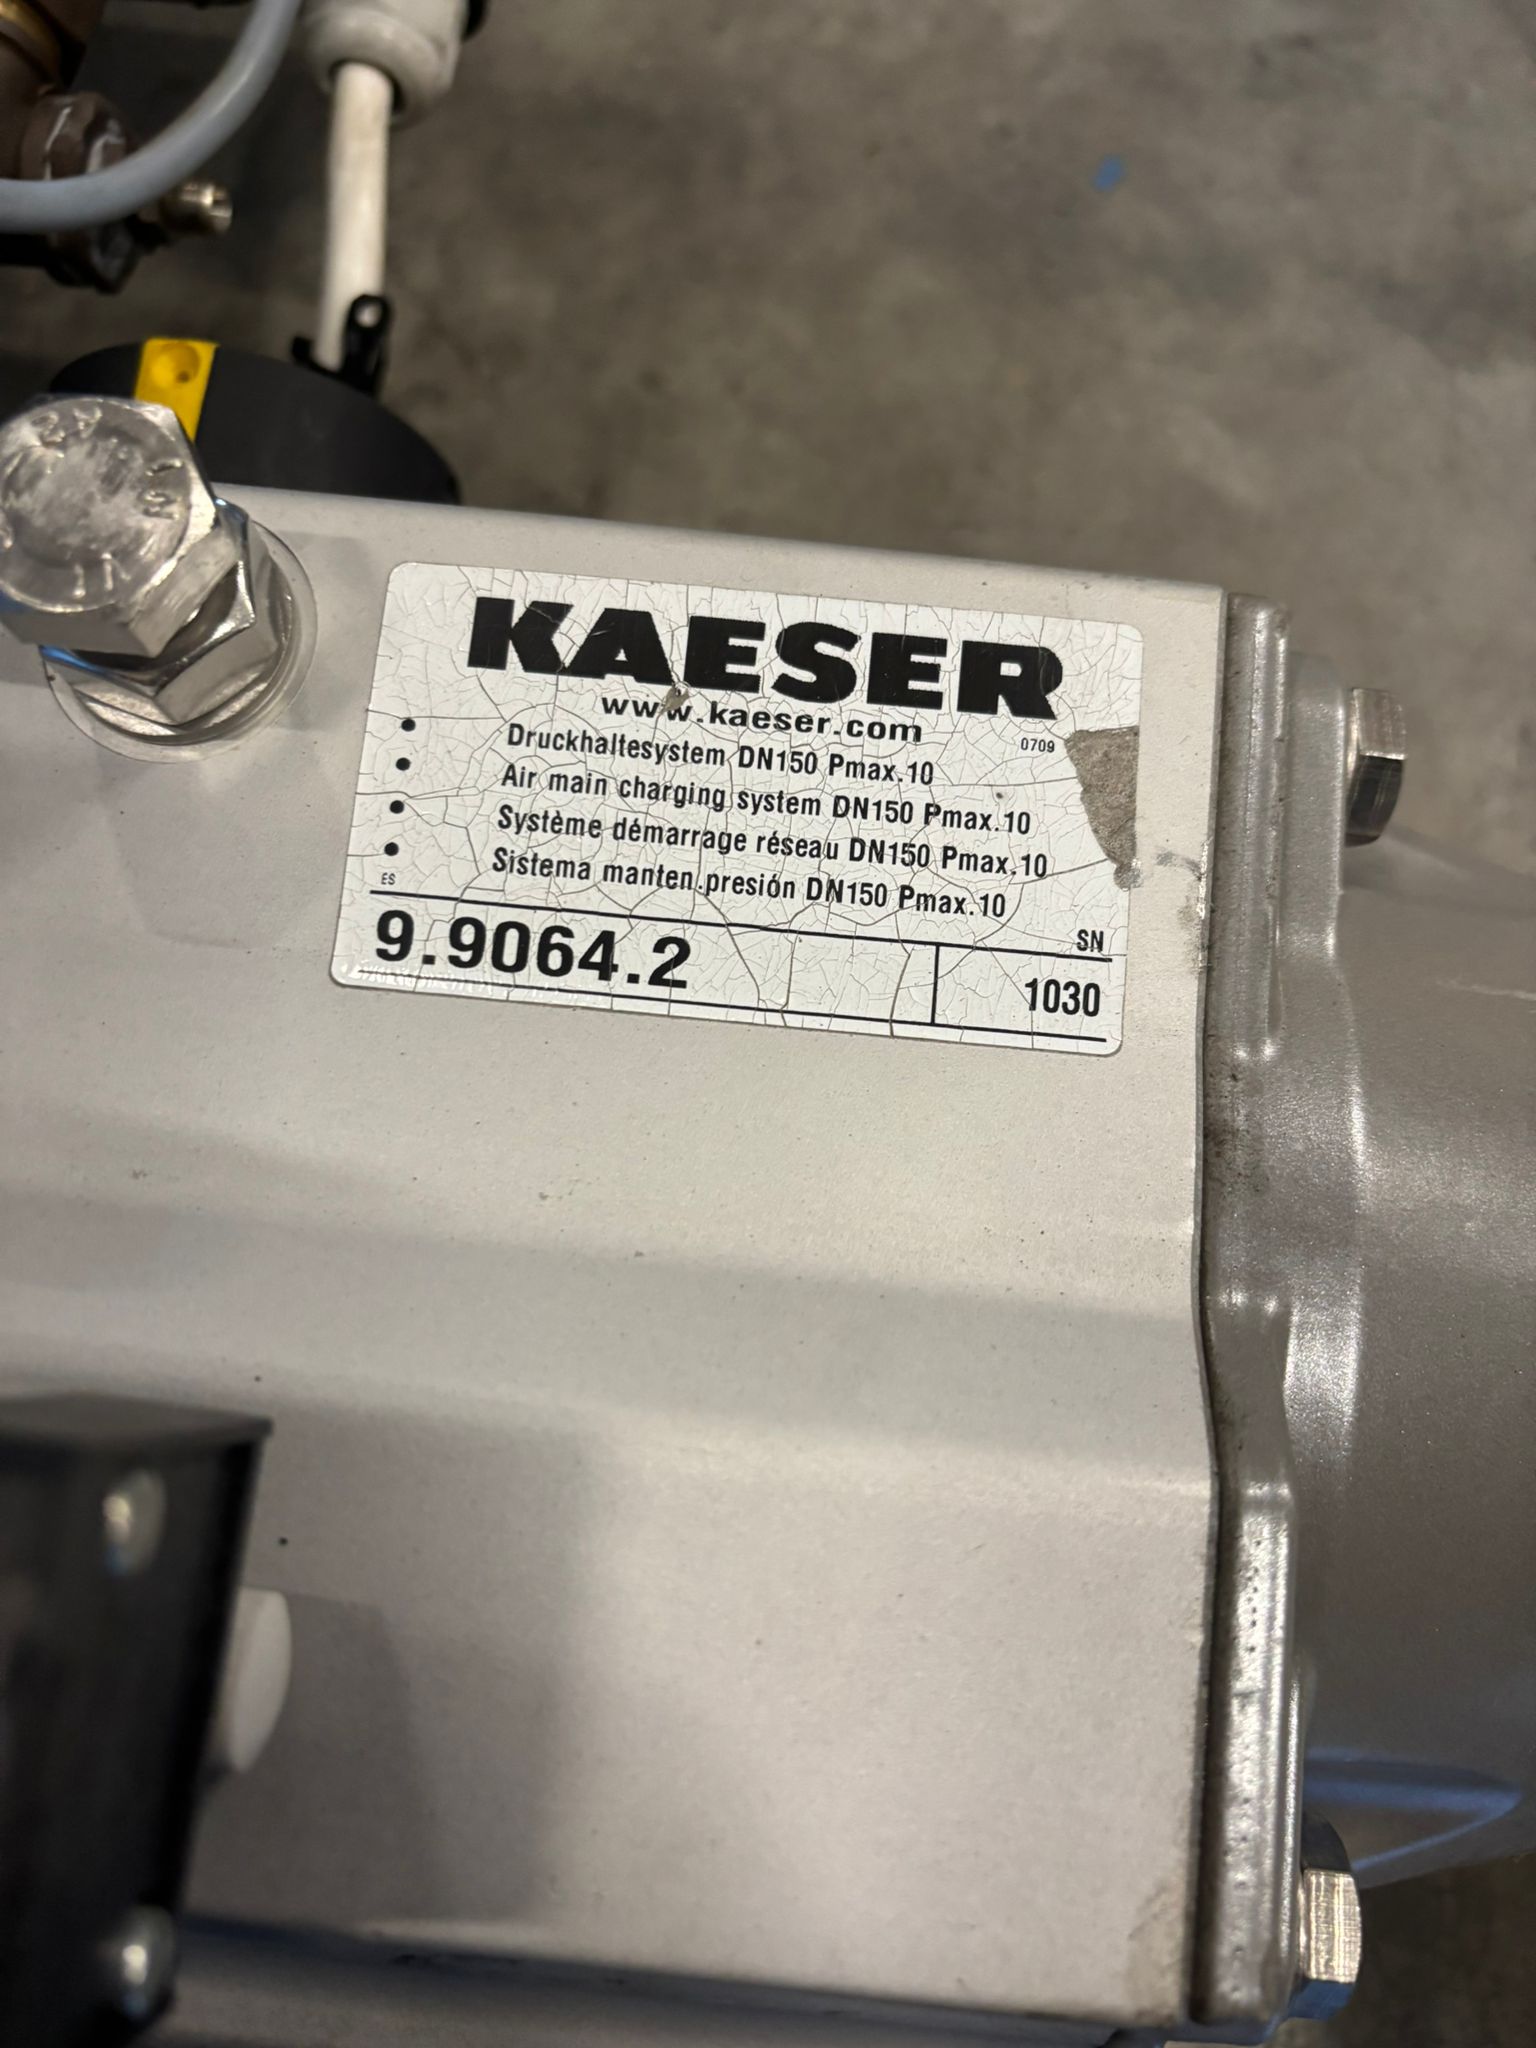 KAESER
www.kaeser.com
0709
• Druckhaltesystem DN150 Pmax.10
• Air main charging system DN150 Pmax.10
• Système démarrage réseau DN150 Pmax.10
• Sistema manten.presión DN150 Pmax.10
ES
SN
9.9064.2
1030